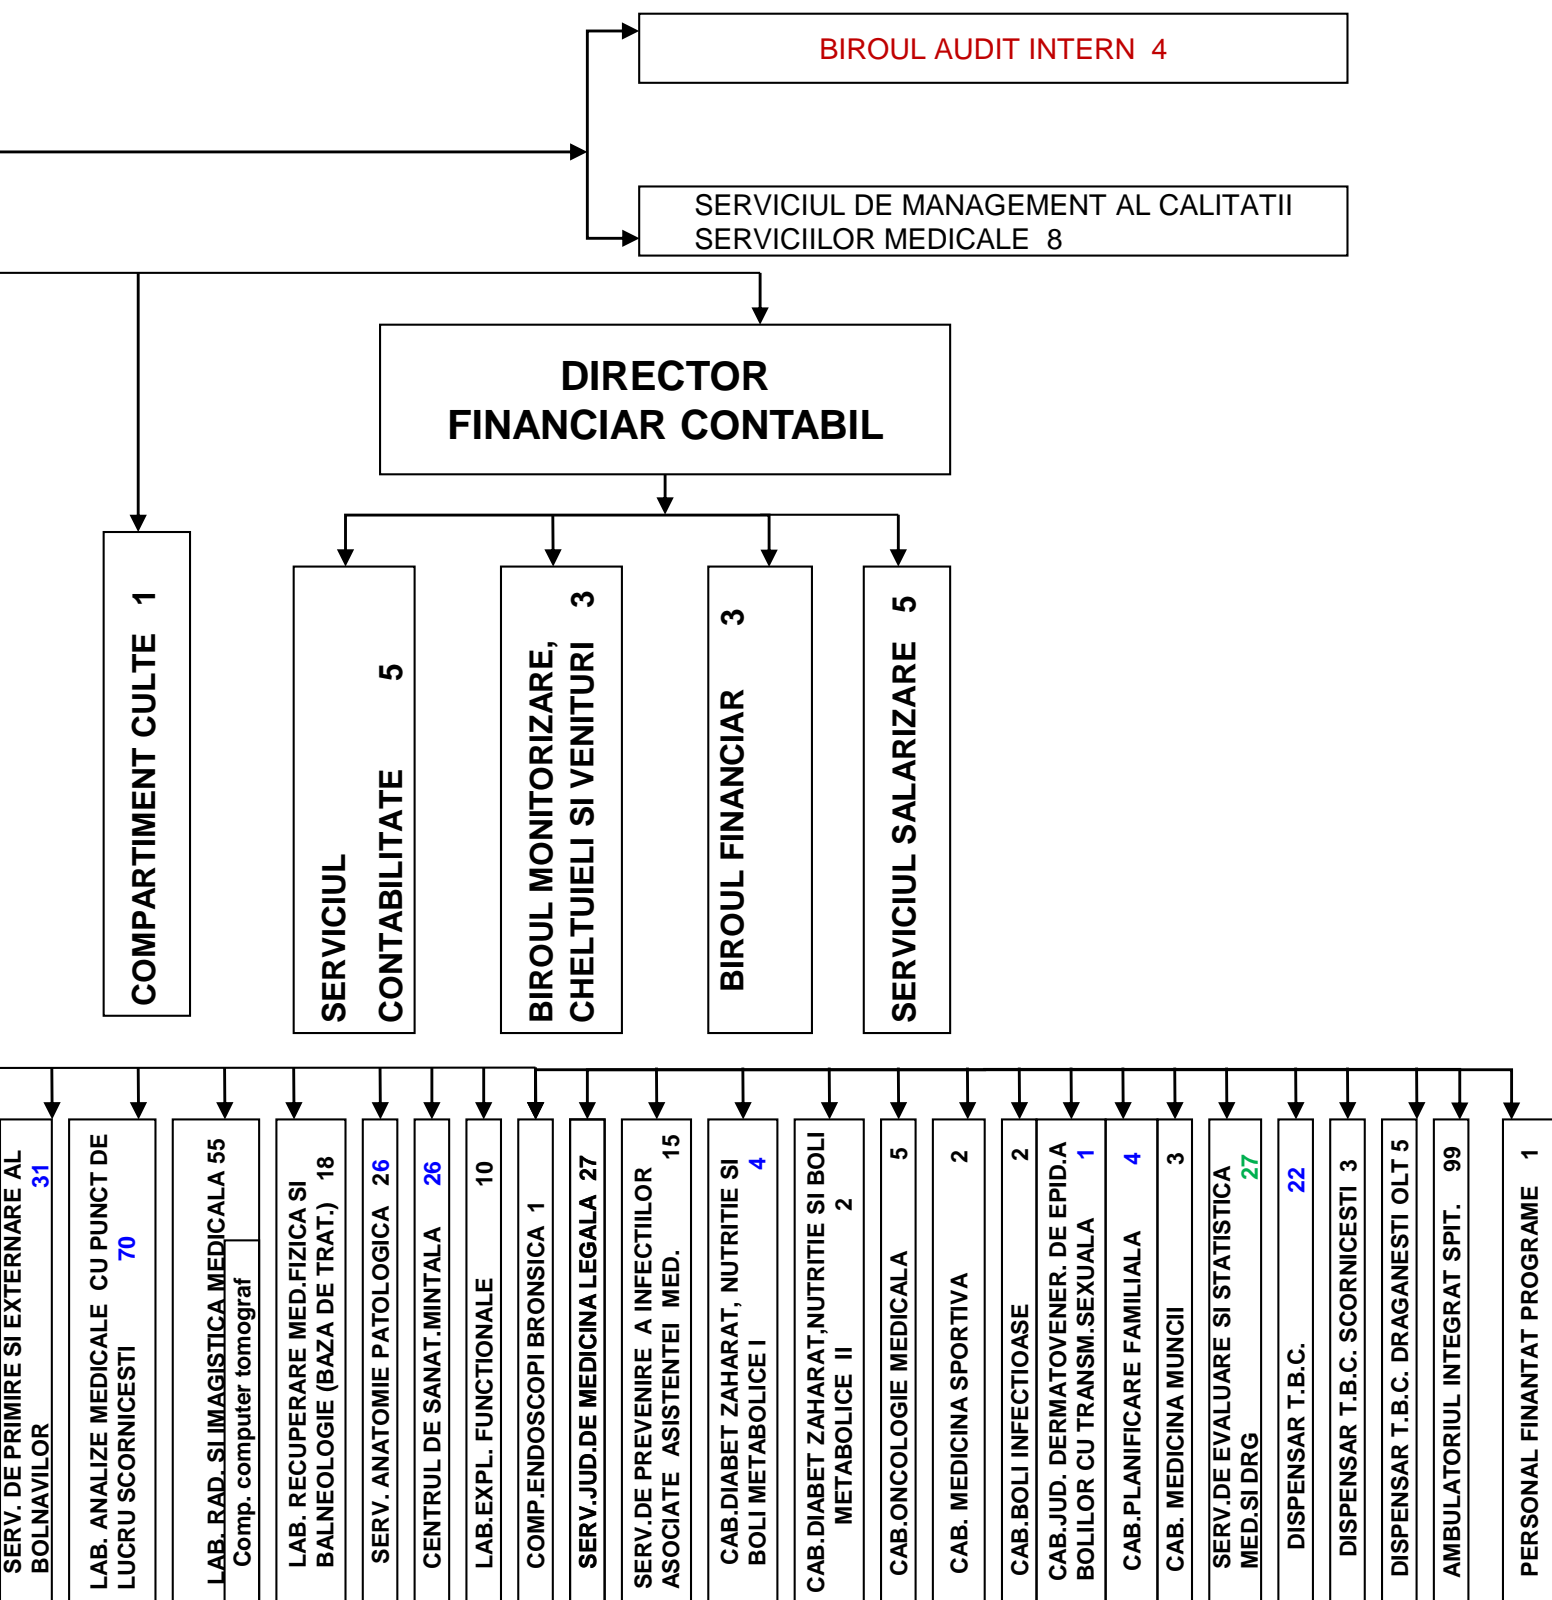 BIROUL AUDIT INTERN 4
SERVICIUL DE MANAGEMENT AL CALITATII
SERVICIILOR MEDICALE 8
DIRECTOR
FINANCIAR CONTABIL
COMPARTIMENT CULTE 1
SERVICIUL
CONTABILITATE 5
BIROUL MONITORIZARE,
CHELTUIELI SI VENITURI 3
BIROUL FINANCIAR 3
SERVICIUL SALARIZARE 5
SERV. DE PRIMIRE SI EXTERNARE AL
BOLNAVILOR 31
LAB. ANALIZE MEDICALE CU PUNCT DE
LUCRU SCORNICESTI 70
LAB. RAD. SI IMAGISTICA MEDICALA 55
Comp. computer tomograf
LAB. RECUPERARE MED.FIZICA SI
BALNEOLOGIE (BAZA DE TRAT.) 18
SERV. ANATOMIE PATOLOGICA 26
CENTRUL DE SANAT.MINTALA 26
LAB.EXPL. FUNCTIONALE 10
COMP.ENDOSCOPI BRONSICA 1
SERV.JUD.DE MEDICINA LEGALA 27
SERV.DE PREVENIRE A INFECTIILOR
ASOCIATE ASISTENTEI MED. 15
CAB.DIABET ZAHARAT, NUTRITIE SI
BOLI METABOLICE I 4
CAB.DIABET ZAHARAT,NUTRITIE SI BOLI
METABOLICE II 2
CAB.ONCOLOGIE MEDICALA 5
CAB. MEDICINA SPORTIVA 2
CAB.BOLI INFECTIOASE 2
CAB.JUD. DERMATOVENER. DE EPID.A
BOLILOR CU TRANSM.SEXUALA 1
CAB.PLANIFICARE FAMILIALA 4
CAB. MEDICINA MUNCII 3
SERV.DE EVALUARE SI STATISTICA
MED.SI DRG 27
DISPENSAR T.B.C. 22
DISPENSAR T.B.C. SCORNICESTI 3
DISPENSAR T.B.C. DRAGANESTI OLT 5
AMBULATORIUL INTEGRAT SPIT. 99
PERSONAL FINANTAT PROGRAME 1